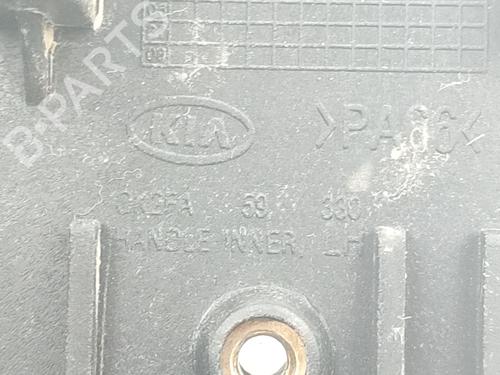 B-PARTS
KIA >PA66<
0K2FA 59 330
HANDLE INNER, LH